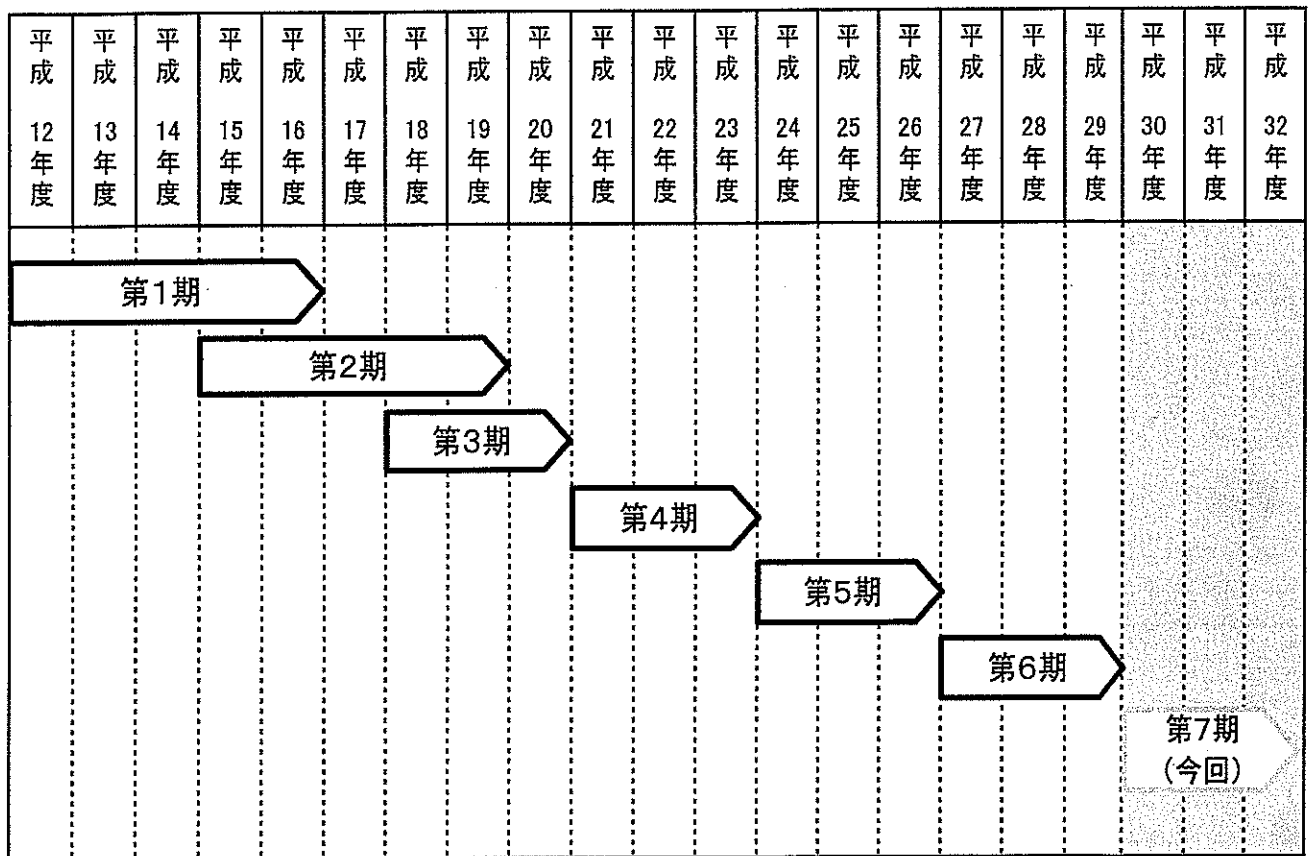 平成12年度
平成13年度
平成14年度
平成15年度
平成16年度
平成17年度
平成18年度
平成19年度
平成20年度
平成21年度
平成22年度
平成23年度
平成24年度
平成25年度
平成26年度
平成27年度
平成28年度
平成29年度
平成30年度
平成31年度
平成32年度
第1期
第2期
第3期
第4期
第5期
第6期
第7期
(今回)